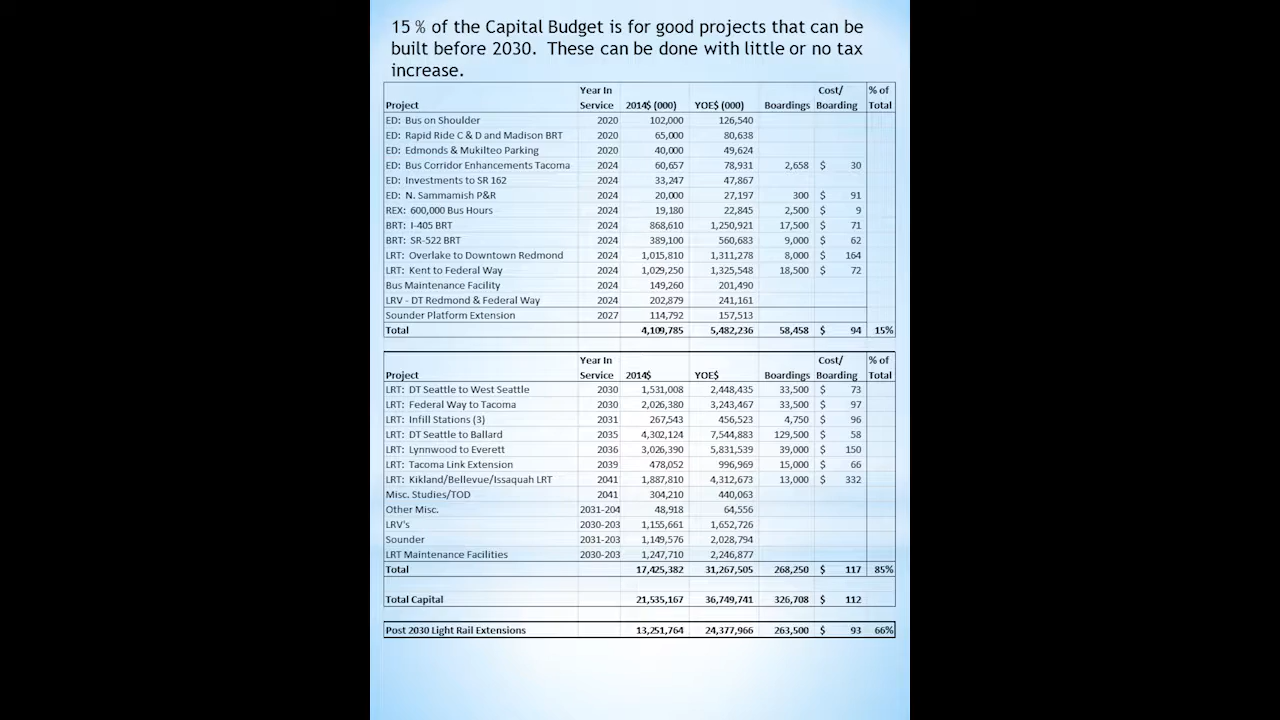 15 % of the Capital Budget is for good projects that can be
built before 2030. These can be done with little or no tax
increase.
Year In Cost/ % of
Project Service 2014$ (000) YOE$ (000) Boardings Boarding Total
ED: Bus on Shoulder 2020 102,000 126,540
ED: Rapid Ride C & D and Madison BRT 2020 65,000 80,638
ED: Edmonds & Mukilteo Parking 2020 40,000 49,624
ED: Bus Corridor Enhancements Tacoma 2024 60,657 78,931 2,658 $ 30
ED: Investments to SR 162 2024 33,247 47,867
ED: N. Sammamish P&R 2024 20,000 27,197 300 $ 91
REX: 600,000 Bus Hours 2024 19,180 22,845 2,500 $ 9
BRT: I-405 BRT 2024 868,610 1,250,921 17,500 $ 71
BRT: SR-522 BRT 2024 389,100 560,683 9,000 $ 62
LRT: Overlake to Downtown Redmond 2024 1,015,810 1,311,278 8,000 $ 164
LRT: Kent to Federal Way 2024 1,029,250 1,325,548 18,500 $ 72
Bus Maintenance Facility 2024 149,260 201,490
LRV - DT Redmond & Federal Way 2024 202,879 241,161
Sounder Platform Extension 2027 114,792 157,513
Total 4,109,785 5,482,236 58,458 $ 94 15%
Year In Cost/ % of
Project Service 2014$ YOE$ Boardings Boarding Total
LRT: DT Seattle to West Seattle 2030 1,531,008 2,448,435 33,500 $ 73
LRT: Federal Way to Tacoma 2030 2,026,380 3,243,467 33,500 $ 97
LRT: Infill Stations (3) 2031 267,543 456,523 4,750 $ 96
LRT: DT Seattle to Ballard 2035 4,302,124 7,544,883 129,500 $ 58
LRT: Lynnwood to Everett 2036 3,026,390 5,831,539 39,000 $ 150
LRT: Tacoma Link Extension 2039 478,052 996,969 15,000 $ 66
LRT: Kikland/Bellevue/Issaquah LRT 2041 1,887,810 4,312,673 13,000 $ 332
Misc. Studies/TOD 2041 304,210 440,063
Other Misc. 2031-204 48,918 64,556
LRV's 2030-203 1,155,661 1,652,726
Sounder 2031-203 1,149,576 2,028,794
LRT Maintenance Facilities 2030-203 1,247,710 2,246,877
Total 17,425,382 31,267,505 268,250 $ 117 85%
Total Capital 21,535,167 36,749,741 326,708 $ 112
Post 2030 Light Rail Extensions 13,251,764 24,377,966 263,500 $ 93 66%